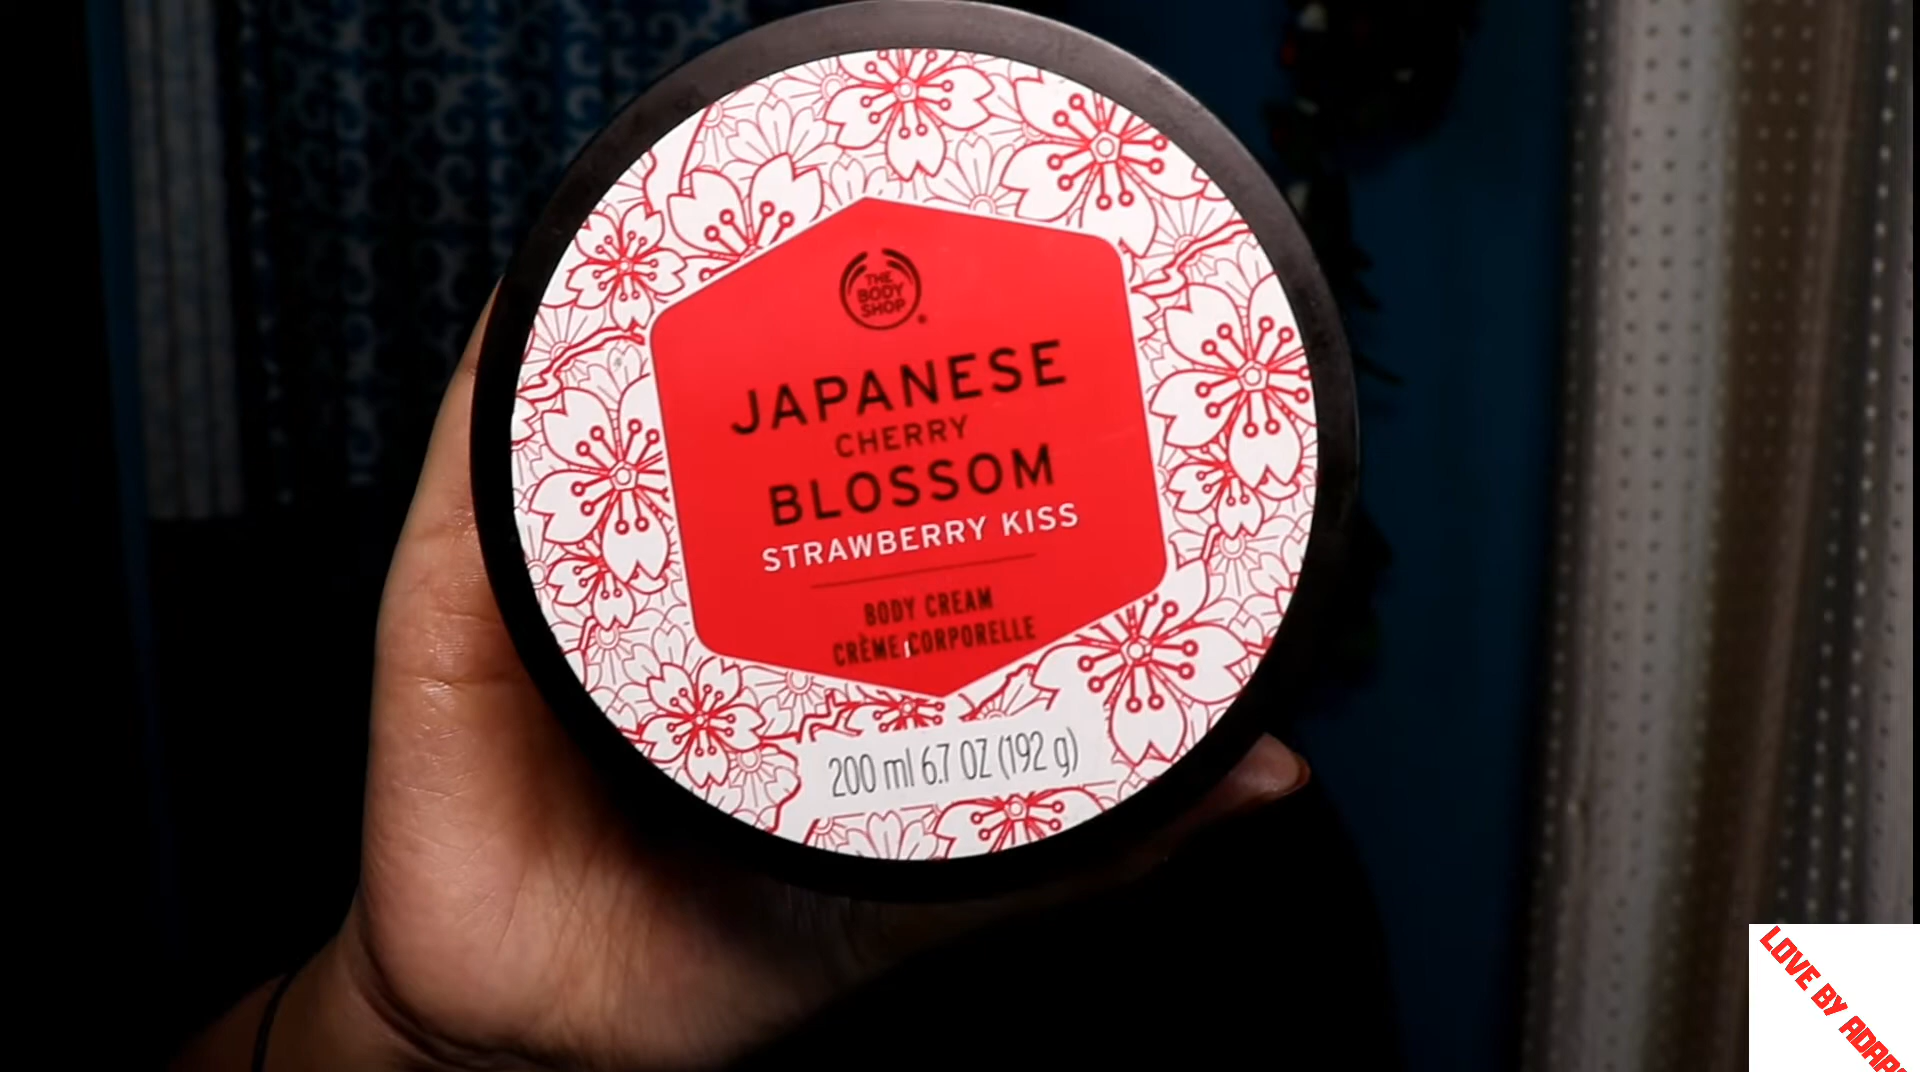 THE
BODY
SHOP
JAPANESE
CHERRY
BLOSSOM
STRAWBERRY KISS
BODY CREAM
CRÈME CORPORELLE
200 ml 6.7 OZ (192 g)
LOVE BY